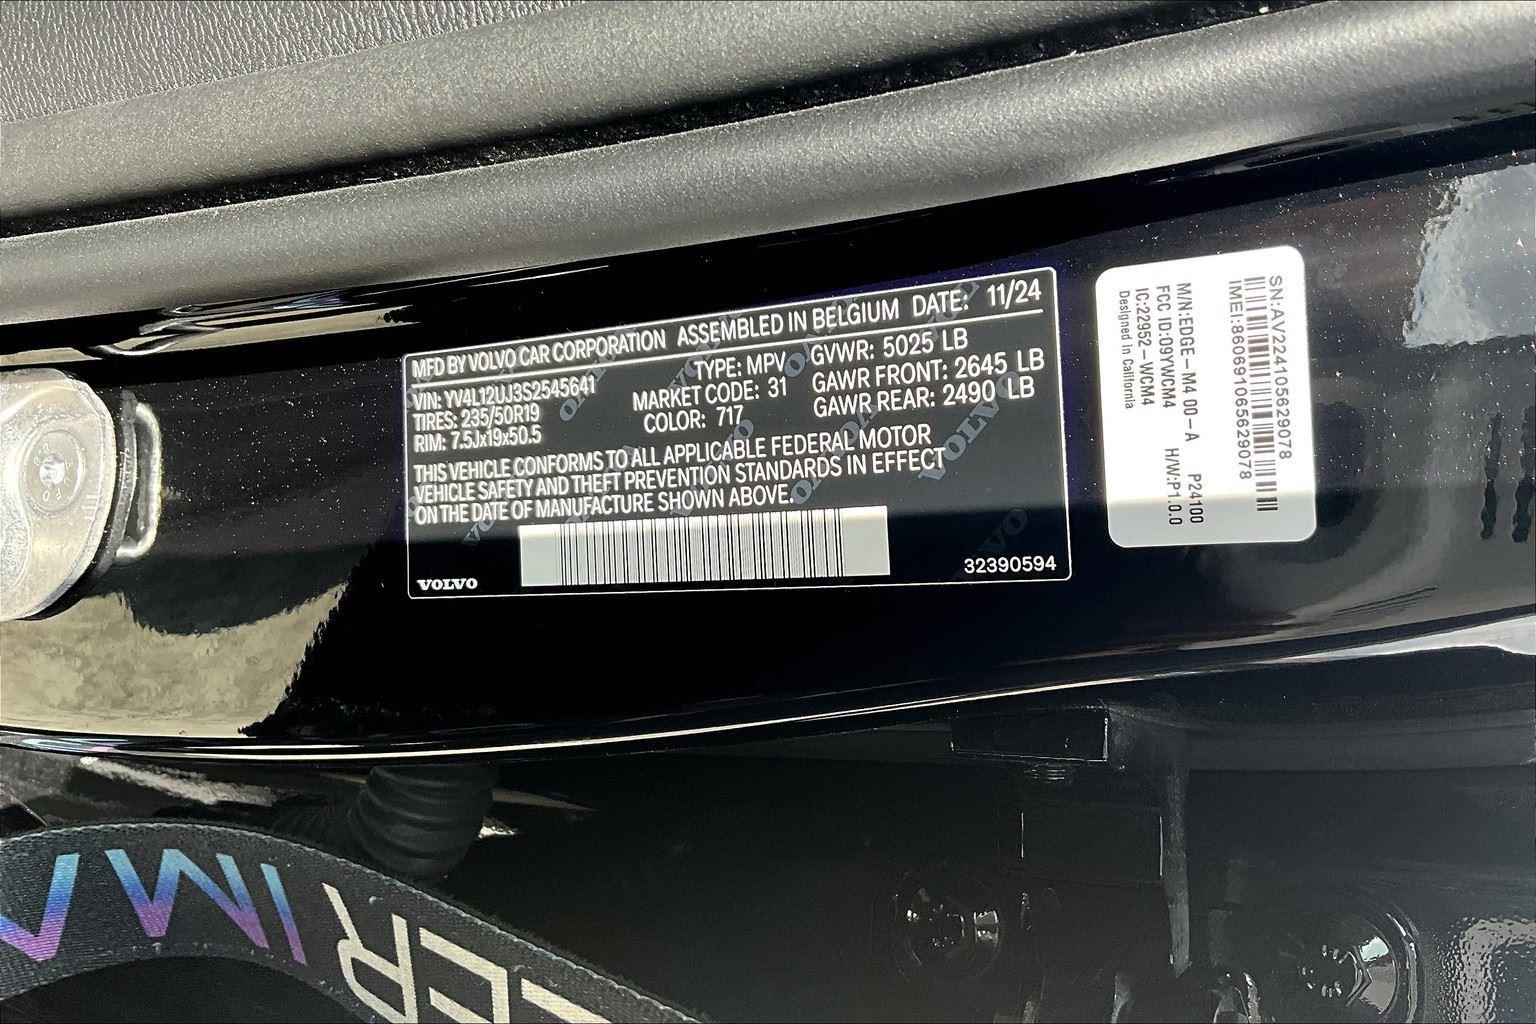 MFD BY VOLVO CAR CORPORATION ASSEMBLED IN BELGIUM DATE: 11/24
VIN: YV4L12UJ3S2545641
TIRES: 235/50R19
RIM: 7.5Jx19x50.5
TYPE: MPV
MARKET CODE: 31
COLOR: 717
GVWR: 5025 LB
GAWR FRONT: 2645 LB
GAWR REAR: 2490 LB
THIS VEHICLE CONFORMS TO ALL APPLICABLE FEDERAL MOTOR
VEHICLE SAFETY AND THEFT PREVENTION STANDARDS IN EFFECT
ON THE DATE OF MANUFACTURE SHOWN ABOVE.
VOLVO
32390594
SN:AV224105629078
IMEI:8606891065629078
M/N:EDGE-M4 00-A P24100
FCC ID:O9YWCM4 H/W:P1.0.0
IC:22952-WCM4
Designed in California